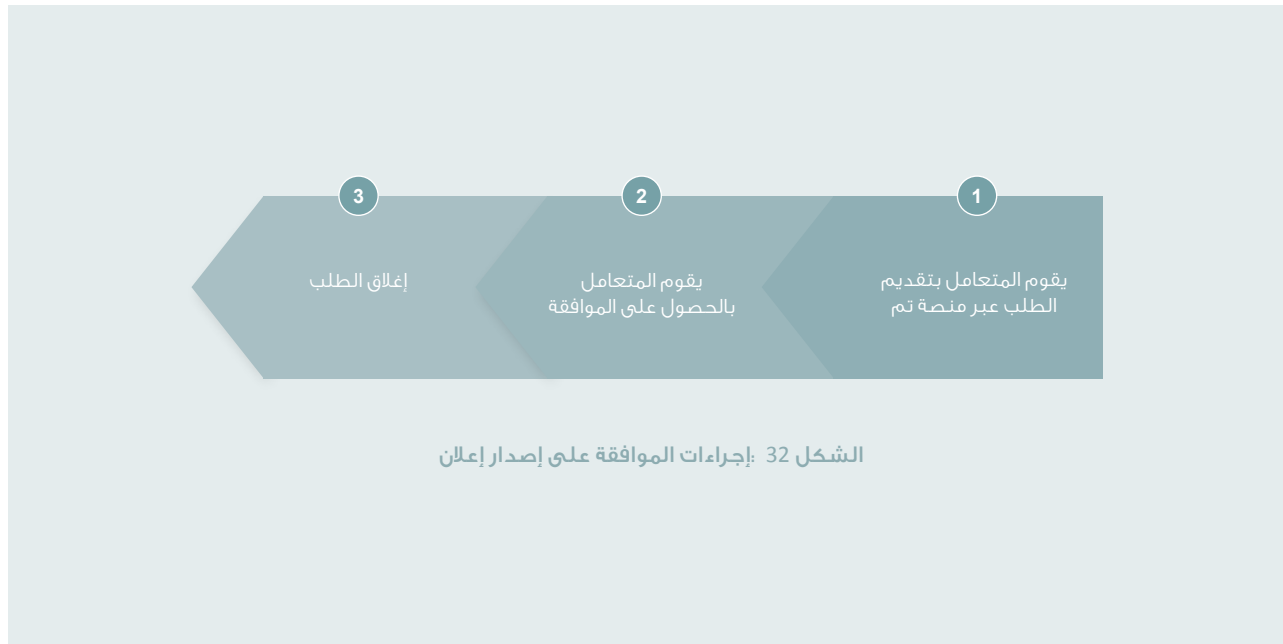 1
يقوم المتعامل بتقديم
الطلب عبر منصة تم
2
يقوم المتعامل
بالحصول على الموافقة
3
إغلاق الطلب
الشكل 32 :إجراءات الموافقة على إصدار إعلان